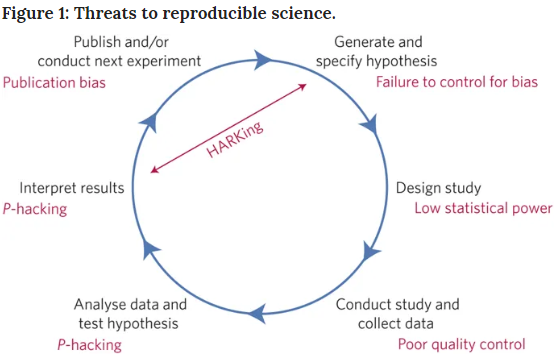 Figure 1: Threats to reproducible science.
Publish and/or
conduct next experiment
Publication bias
Generate and
specify hypothesis
Failure to control for bias
HARKing
Interpret results
P-hacking
Design study
Low statistical power
Analyse data and
test hypothesis
P-hacking
Conduct study and
collect data
Poor quality control